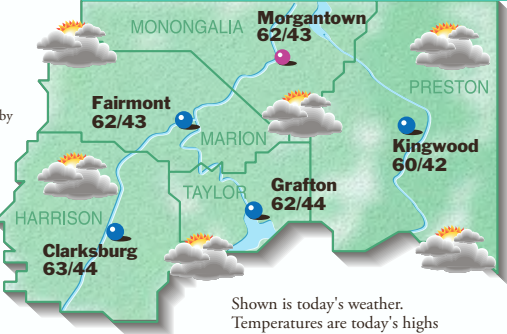 MONONGALIA
Morgantown
62/43
PRESTON
by
Fairmont
62/43
MARION
Kingwood
60/42
TAYLOR
Grafton
62/44
HARRISON
Clarksburg
63/44
Shown is today's weather.
Temperatures are today's highs